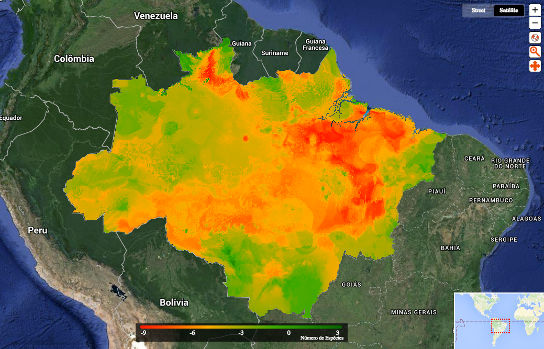 Street Satélite
Venezuela
Guiana
Suriname
Guiana
Francesa
Colômbia
Equador
CEARÁ
RIO GRANDE
DO NORTE
PIAUÍ
PARAÍBA
PERNAMBUCO
ALAGOAS
SERGIPE
BAHIA
Peru
Bolívia
GOIÁS
MINAS GERAIS
-9 -6 -3 0 3
Número de Espécies